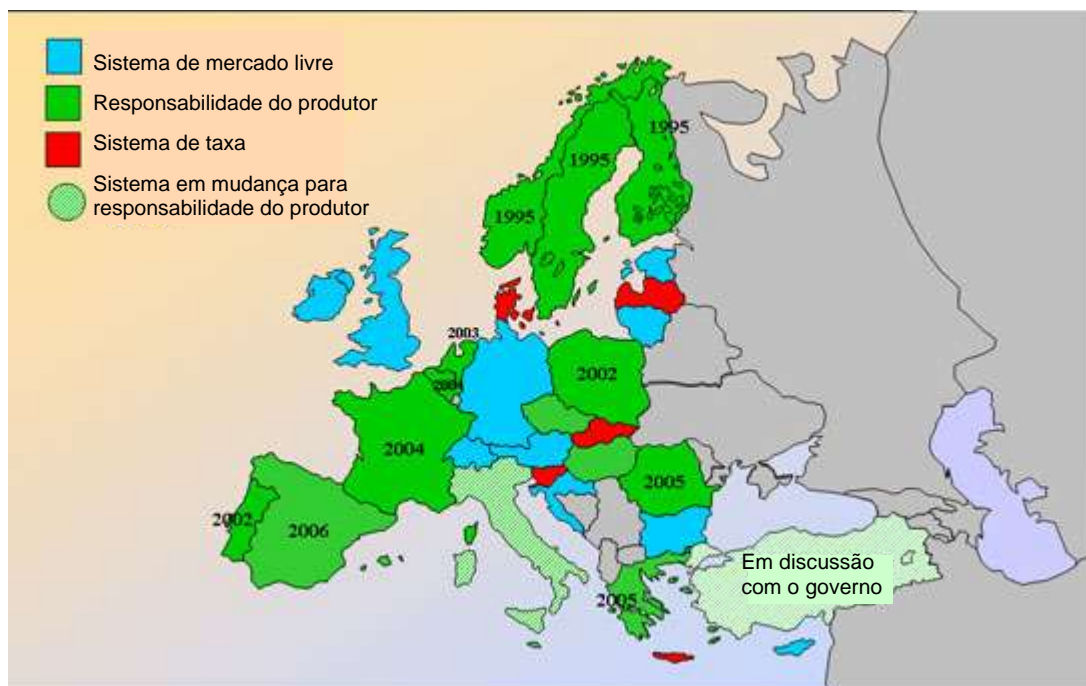 Sistema de mercado livre
Responsabilidade do produtor
Sistema de taxa
Sistema em mudança para
responsabilidade do produtor
1995
1995
1995
2003
2004
2002
2004
2005
2002
2006
2005
Em discussão
com o governo